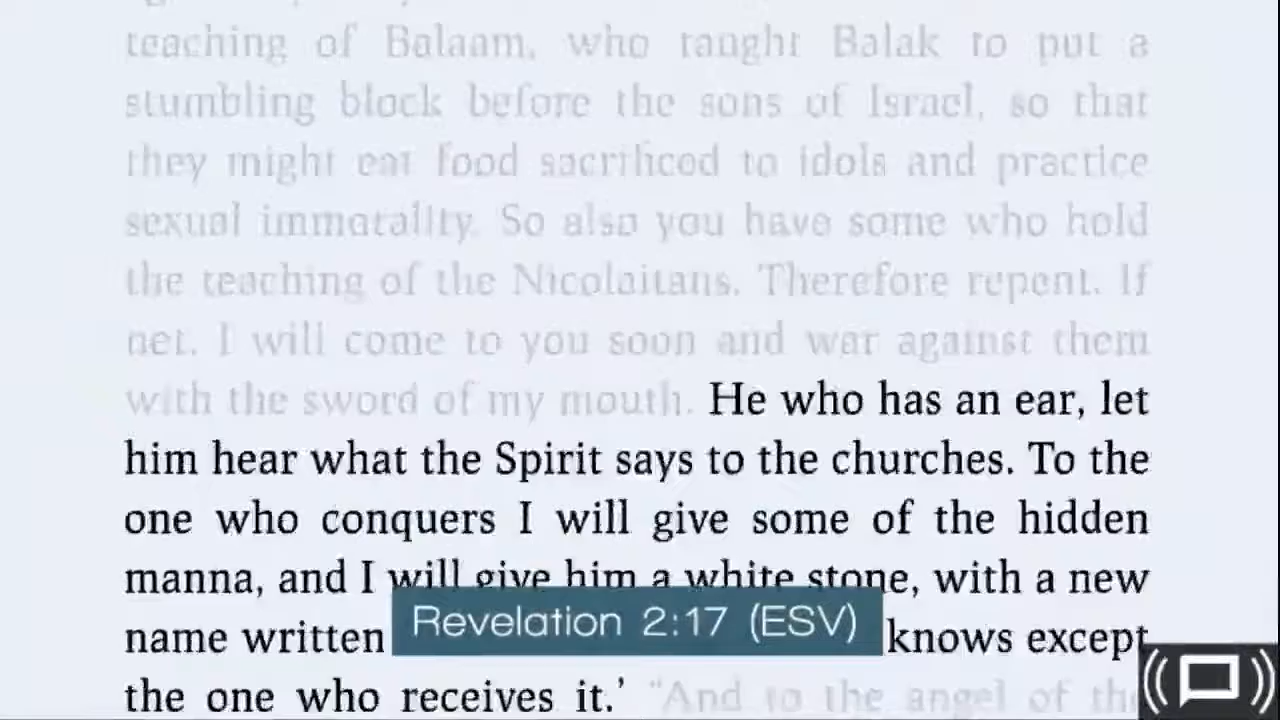 teaching of Balaam, who taught Balak to put a
stumbling block before the sons of Israel, so that
they might eat food sacrificed to idols and practice
sexual immorality. So also you have some who hold
the teaching of the Nicolaitans. Therefore repent. If
not, I will come to you soon and war against them
with the sword of my mouth. He who has an ear, let
him hear what the Spirit says to the churches. To the
one who conquers I will give some of the hidden
manna, and I will give him a white stone, with a new
name written knows except
Revelation 2:17 (ESV)
the one who receives it.' "And to the angel of the